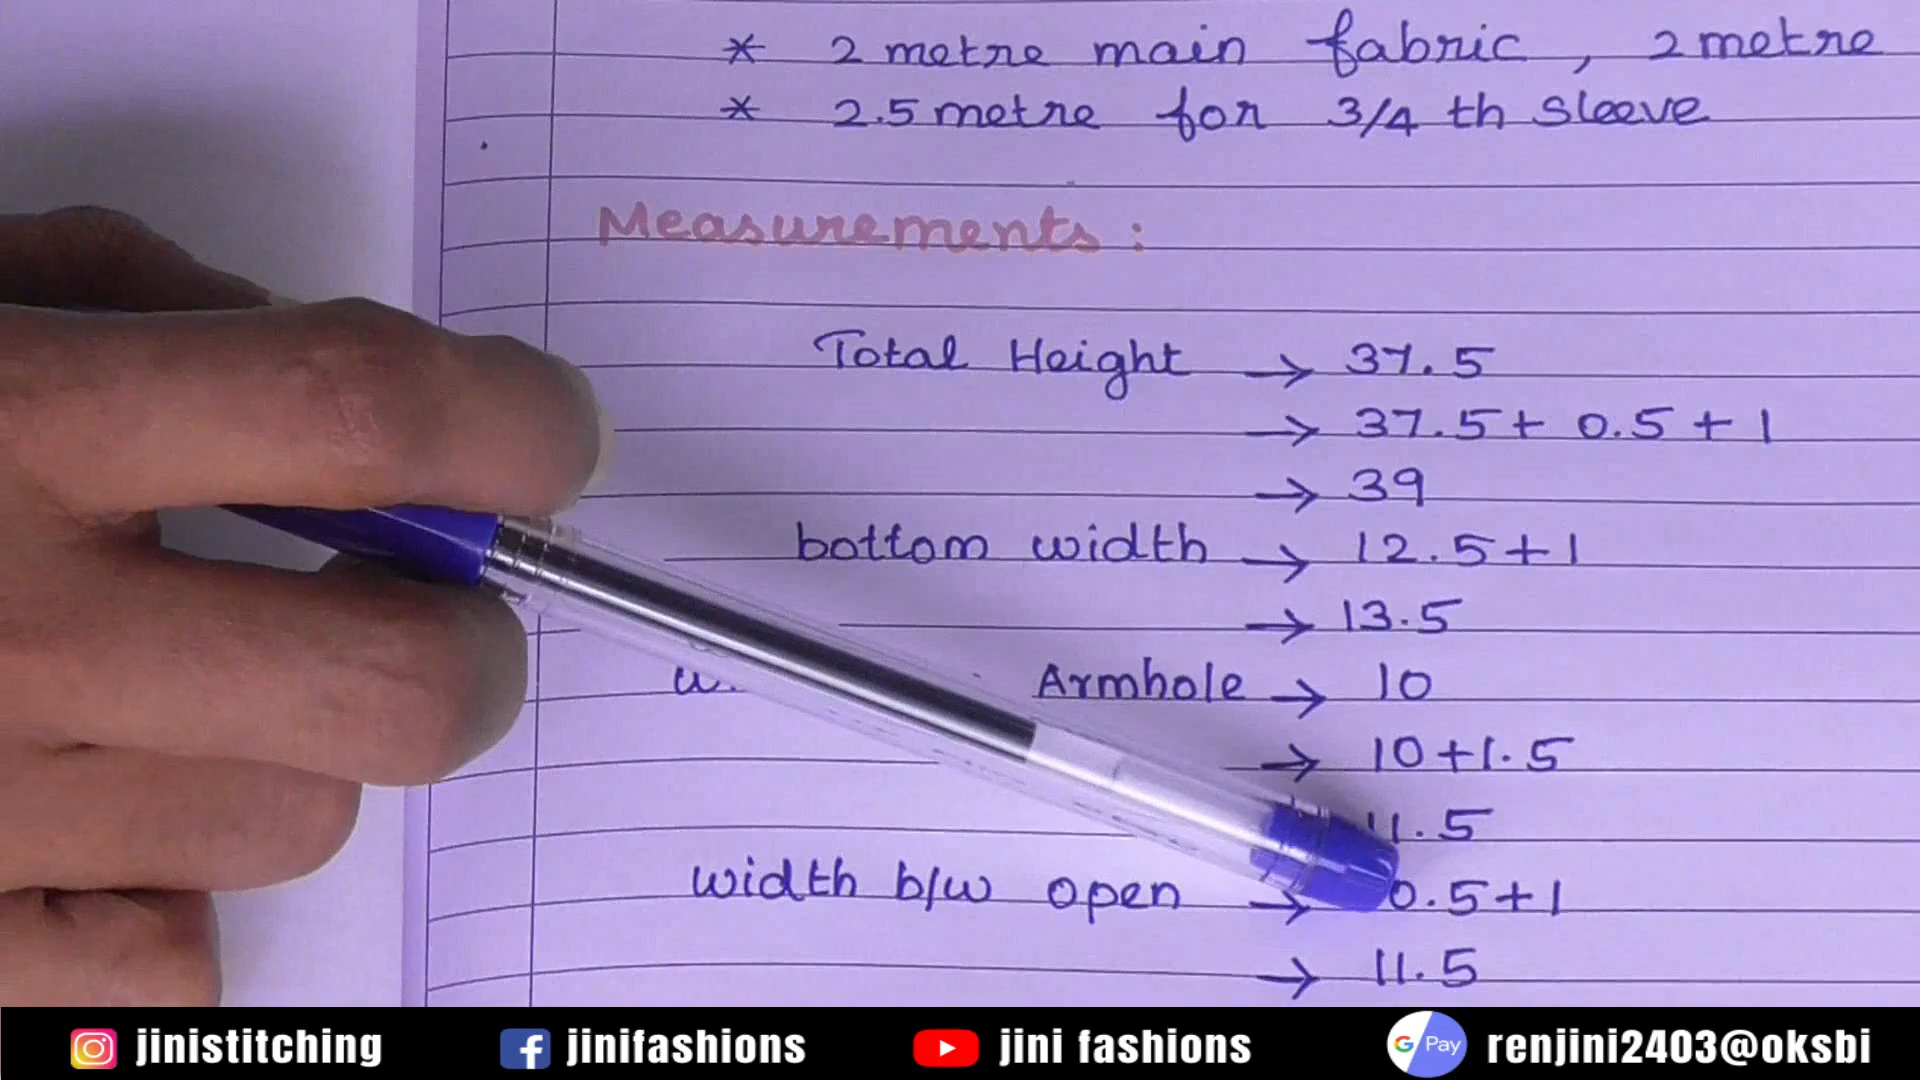 * 2 metre main fabric, 2 metre
* 2.5 metre for 3/4 th sleeve
Measurements:
Total Height → 37.5
→ 37.5 + 0.5 + 1
→ 39
bottom width → 12.5 + 1
→ 13.5
Armhole → 10
→ 10 + 1.5
11.5
width b/w open → 0.5 + 1
→ 11.5
jinistitching jinifashions jini fashions G Pay renjini2403@oksbi